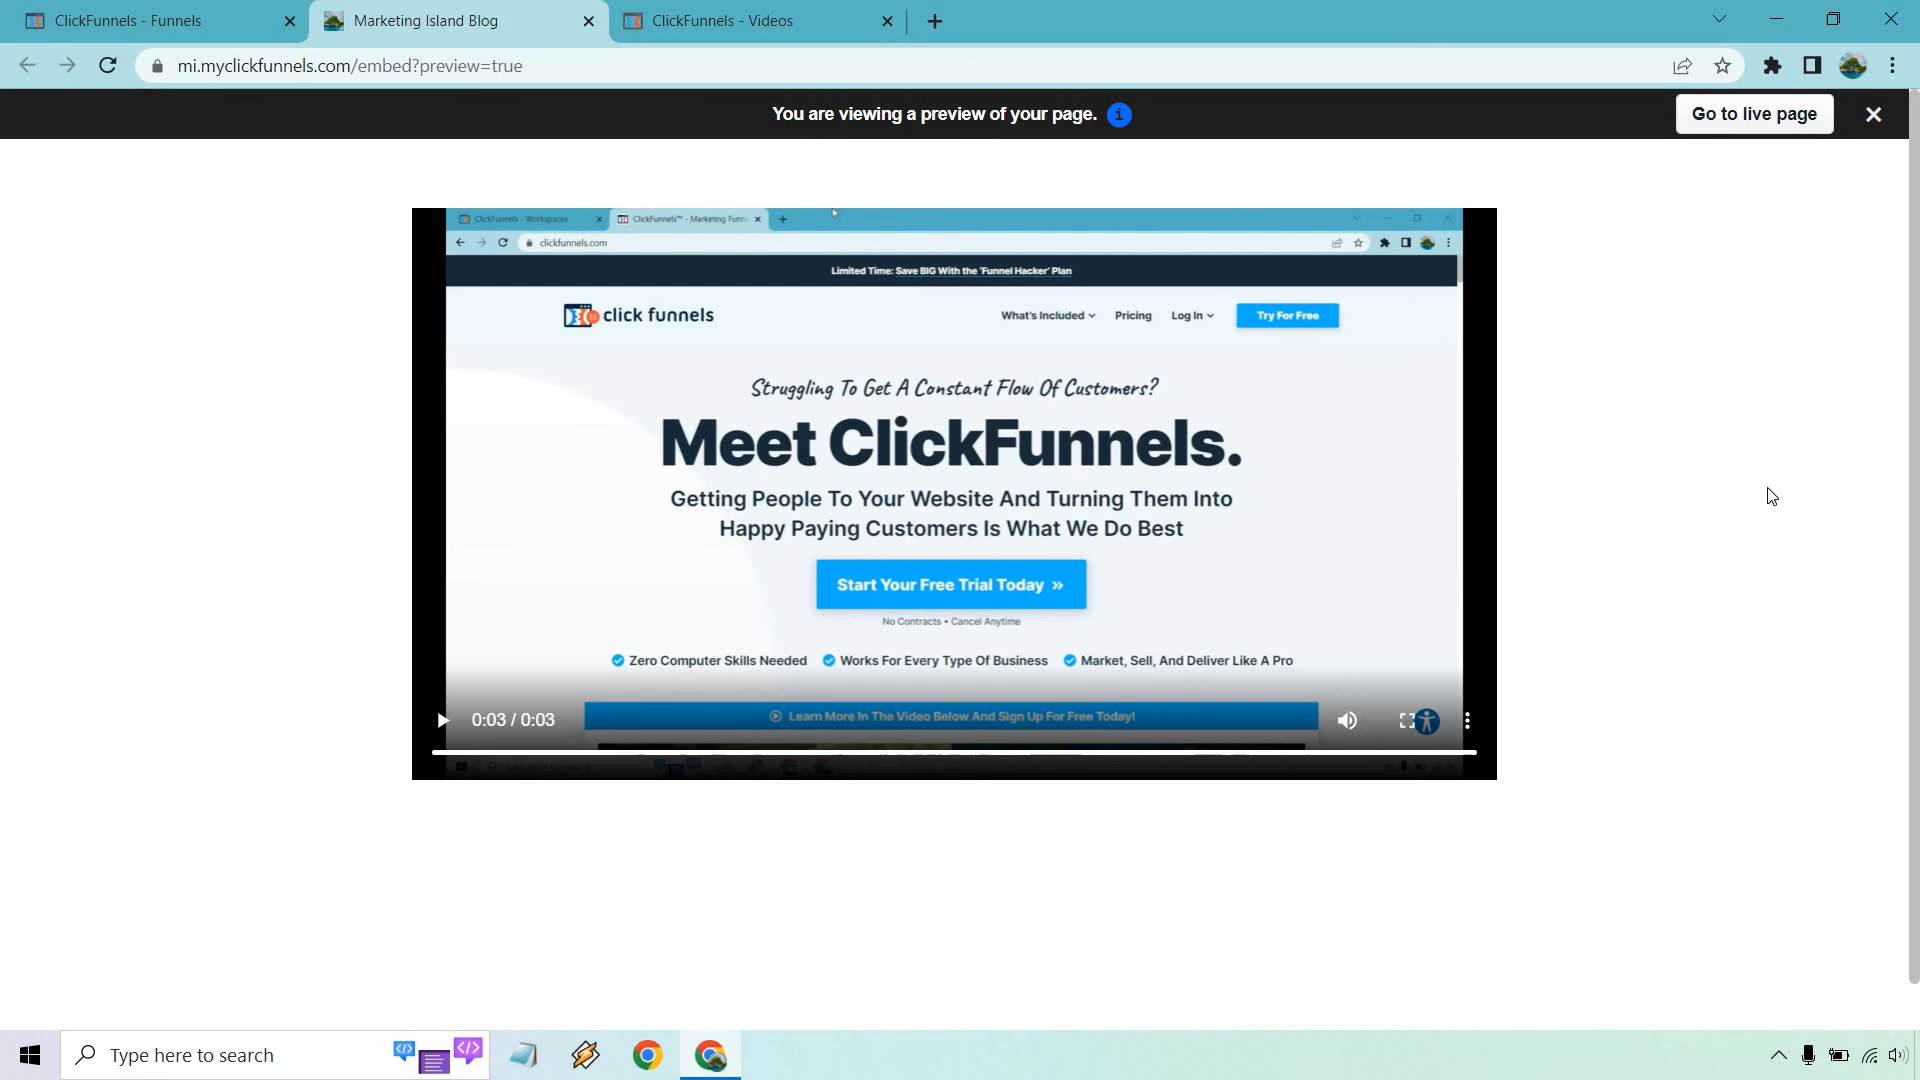 ClickFunnels - Funnels
Marketing Island Blog
ClickFunnels - Videos
mi.myclickfunnels.com/embed?preview=true
You are viewing a preview of your page.
Go to live page
ClickFunnels - Workspaces
ClickFunnels™ - Marketing Funn
clickfunnels.com
Limited Time: Save BIG With the 'Funnel Hacker' Plan
click funnels
What's Included
Pricing
Log In
Try For Free
Struggling To Get A Constant Flow Of Customers?
Meet ClickFunnels.
Getting People To Your Website And Turning Them Into
Happy Paying Customers Is What We Do Best
Start Your Free Trial Today »
No Contracts • Cancel Anytime
Zero Computer Skills Needed
Works For Every Type Of Business
Market, Sell, And Deliver Like A Pro
0:03 / 0:03
Learn More In The Video Below And Sign Up For Free Today!
Type here to search